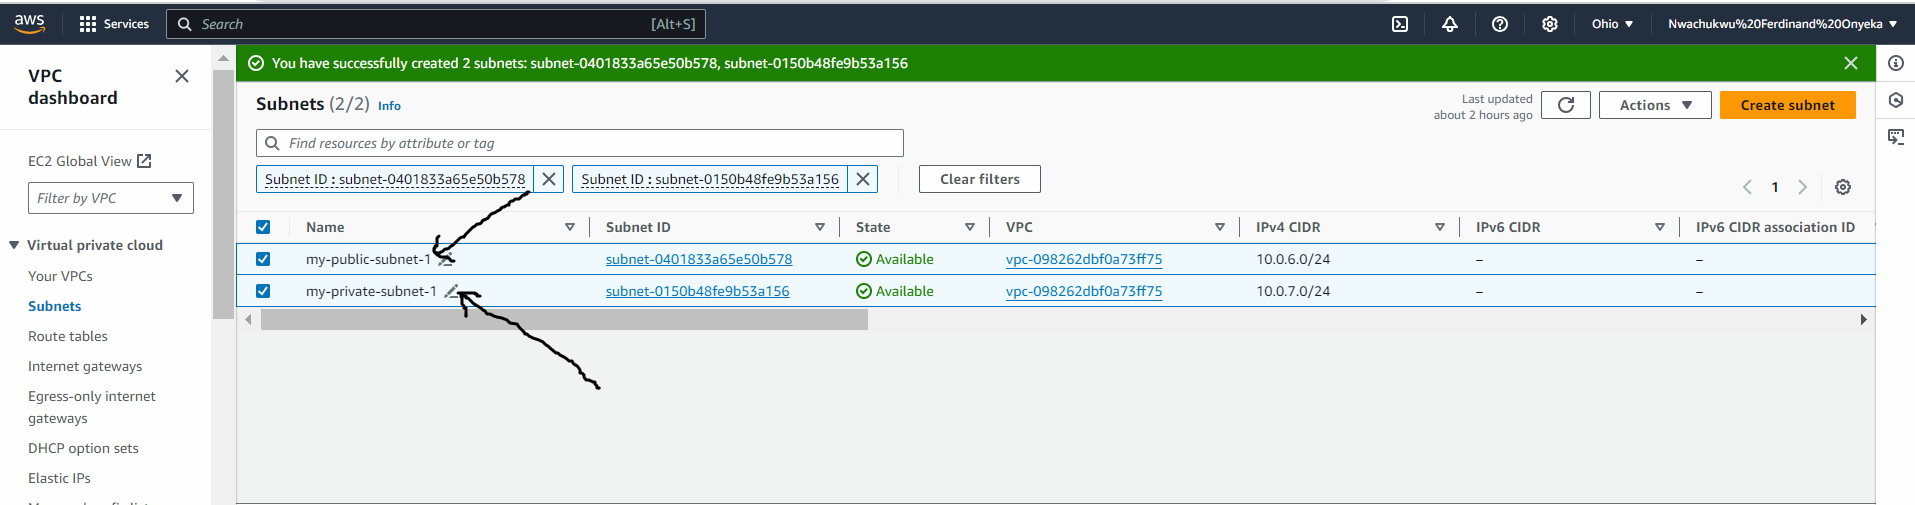 aws
Services
Search
[Alt+S]
Ohio
Nwachukwu%20Ferdinand%20Onyeka
VPC
dashboard
EC2 Global View
Filter by VPC
Virtual private cloud
Your VPCs
Subnets
Route tables
Internet gateways
Egress-only internet
gateways
DHCP option sets
Elastic IPs
You have successfully created 2 subnets: subnet-0401833a65e50b578, subnet-0150b48fe9b53a156
Subnets (2/2) Info
Last updated
about 2 hours ago
Actions
Create subnet
Find resources by attribute or tag
Subnet ID : subnet-0401833a65e50b578
Subnet ID : subnet-0150b48fe9b53a156
Clear filters
1
Name Subnet ID State VPC IPv4 CIDR IPv6 CIDR IPv6 CIDR association ID
my-public-subnet-1 subnet-0401833a65e50b578 Available vpc-098262dbf0a73ff75 10.0.6.0/24 – –
my-private-subnet-1 subnet-0150b48fe9b53a156 Available vpc-098262dbf0a73ff75 10.0.7.0/24 – –